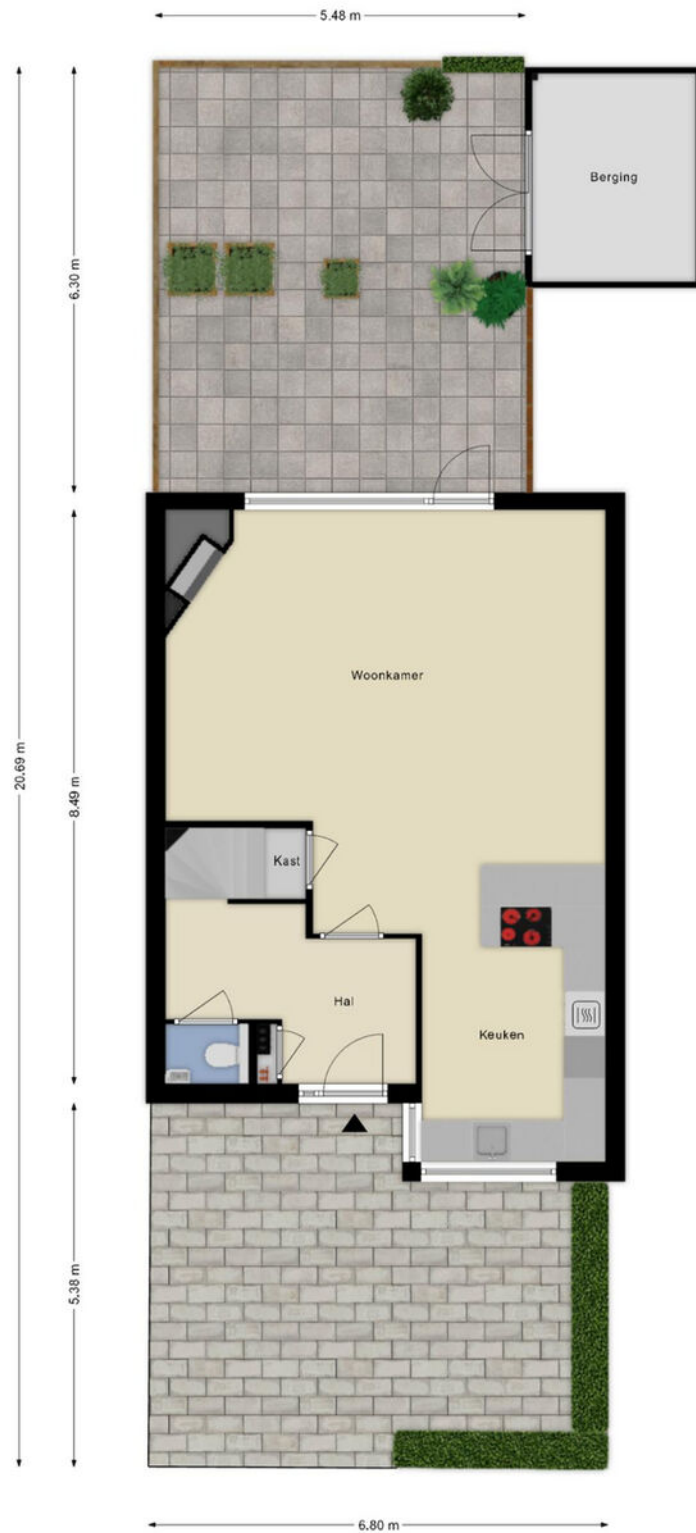 5.48 m
Berging
6.30 m
Woonkamer
20.69 m
8.49 m
Kast
Hal
Keuken
5.38 m
6.80 m